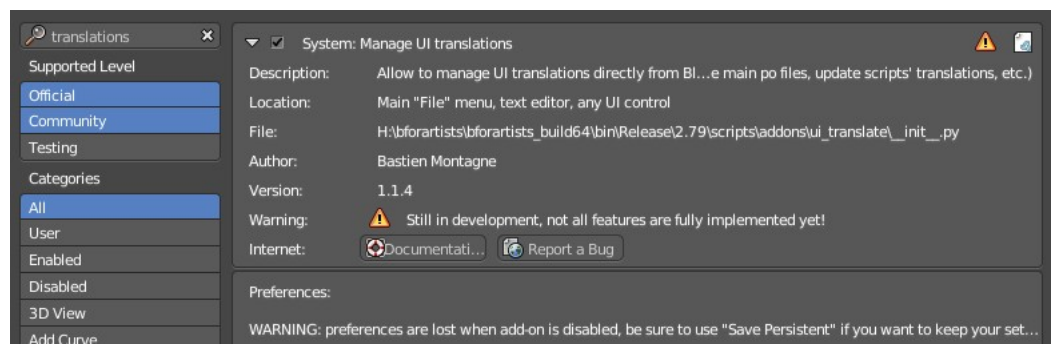 translations
Supported Level
Official
Community
Testing
Categories
All
User
Enabled
Disabled
3D View
Add Curve
System: Manage UI translations
Description: Allow to manage UI translations directly from Bl...e main po files, update scripts' translations, etc.)
Location: Main "File" menu, text editor, any UI control
File: H:\bforartists\bforartists_build64\bin\Release\2.79\scripts\addons\ui_translate\__init__.py
Author: Bastien Montagne
Version: 1.1.4
Warning: Still in development, not all features are fully implemented yet!
Internet: Documentati... Report a Bug
Preferences:
WARNING: preferences are lost when add-on is disabled, be sure to use "Save Persistent" if you want to keep your set...